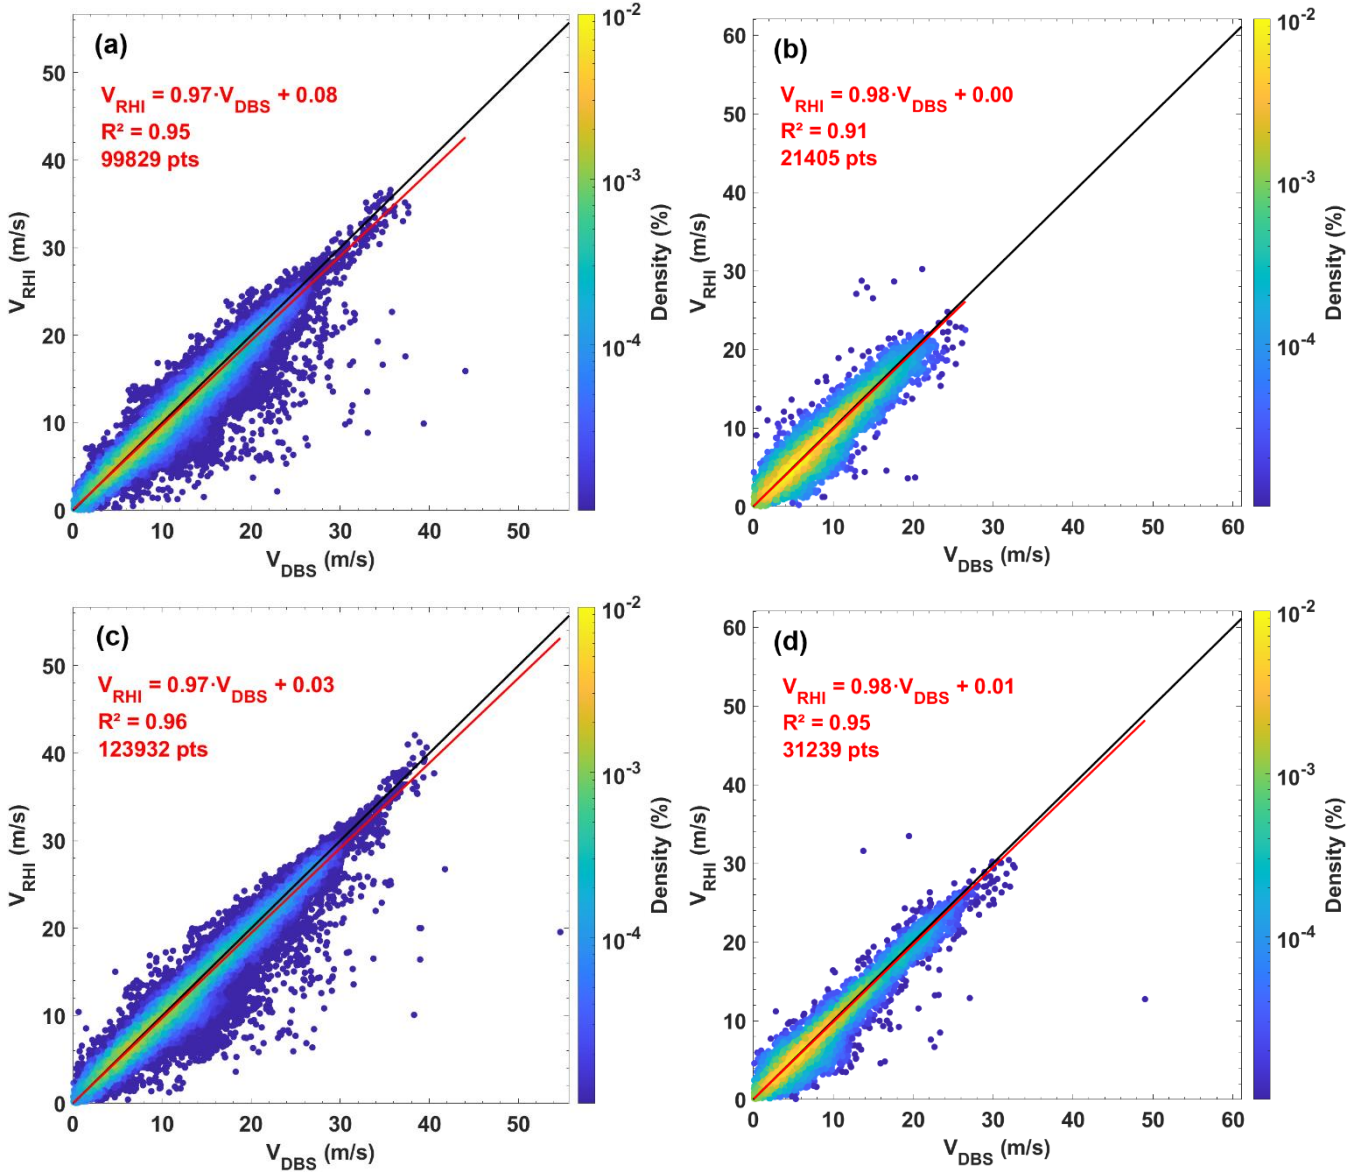 (a)
V_RHI = 0.97·V_DBS + 0.08
R² = 0.95
99829 pts
50
40
30
20
10
0
V_RHI (m/s)
0 10 20 30 40 50
V_DBS (m/s)
10^-2
10^-3
10^-4
Density (%)
(b)
V_RHI = 0.98·V_DBS + 0.00
R² = 0.91
21405 pts
60
50
40
30
20
10
0
V_RHI (m/s)
0 10 20 30 40 50 60
V_DBS (m/s)
10^-2
10^-3
10^-4
Density (%)
(c)
V_RHI = 0.97·V_DBS + 0.03
R² = 0.96
123932 pts
50
40
30
20
10
0
V_RHI (m/s)
0 10 20 30 40 50
V_DBS (m/s)
10^-2
10^-3
10^-4
Density (%)
(d)
V_RHI = 0.98·V_DBS + 0.01
R² = 0.95
31239 pts
60
50
40
30
20
10
0
V_RHI (m/s)
0 10 20 30 40 50 60
V_DBS (m/s)
10^-2
10^-3
10^-4
Density (%)